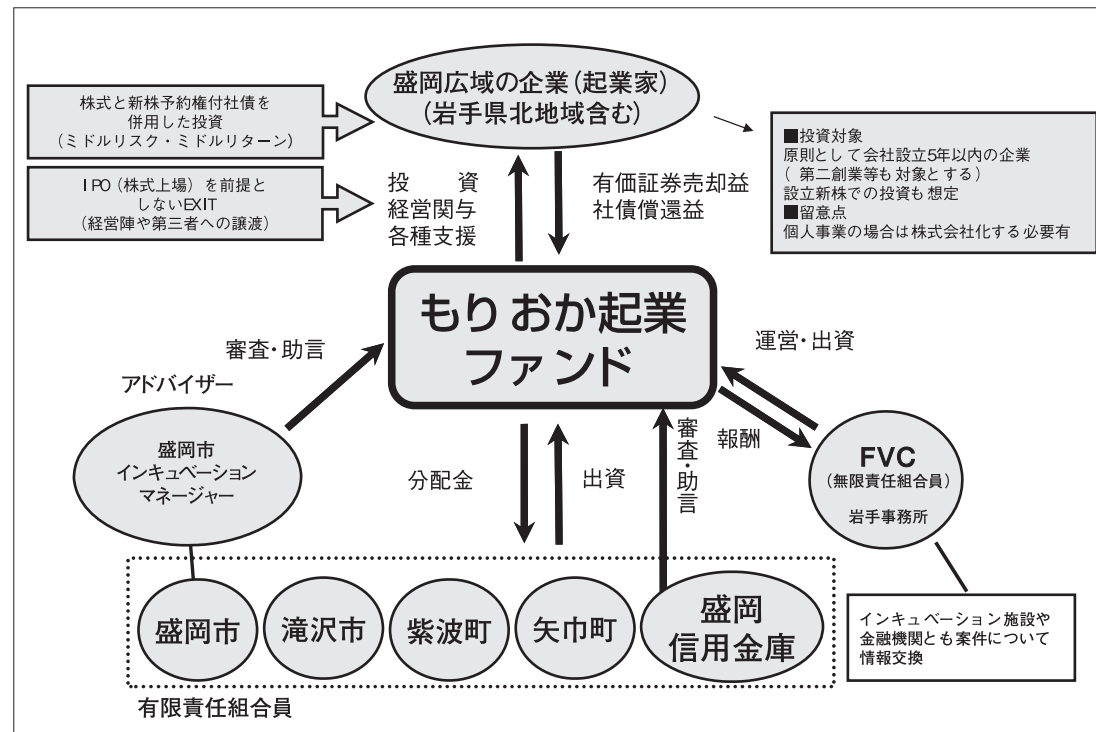 盛岡広域の企業（起業家）
（岩手県北地域含む）
株式と新株予約権付社債を
併用した投資
（ミドルリスク・ミドルリターン）
IPO（株式上場）を前提と
しないEXIT
（経営陣や第三者への譲渡）
投　資
経営関与
各種支援
有価証券売却益
社債償還益
■投資対象
原則として会社設立5年以内の企業
（ 第二創業等も対象とする）
設立新株での投資も想定
■留意点
個人事業の場合は株式会社化する必要有
もりおか起業
ファンド
審査・助言
アドバイザー
盛岡市
インキュベーション
マネージャー
運営・出資
報酬
FVC
（無限責任組合員）
岩手事務所
分配金
出資
審査・助言
盛岡市
滝沢市
紫波町
矢巾町
盛岡
信用金庫
有限責任組合員
インキュベーション施設や
金融機関とも案件について
情報交換